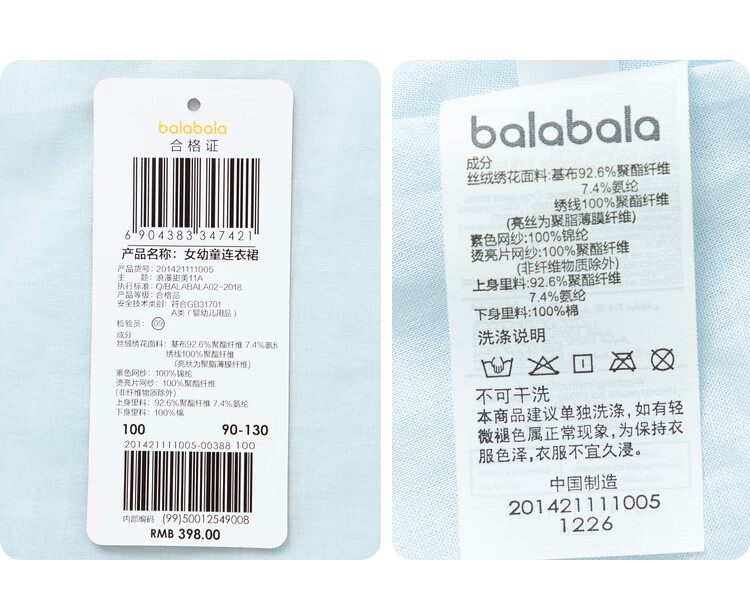 balabala
合格证
6 904383 347421
产品名称：女幼童连衣裙
产品货号：201421111005
主　　题：浪漫甜美11A
执行标准：Q/BALABALA02-2018
产品等级：合格品
安全技术类别：符合GB31701
A类（婴幼儿用品）
检验员：09
成分
丝绒绣花面料：基布92.6%聚酯纤维 7.4%氨纶
绣线100%聚酯纤维
(亮丝为聚酯薄膜纤维)
素色网纱：100%锦纶
烫亮片网纱：100%聚酯纤维
(非纤维物质除外)
上身里料：92.6%聚酯纤维 7.4%氨纶
下身里料：100%棉
100 90-130
201421111005-00388 100
内部编码 (99)50012549008
RMB 398.00
balabala
成分
丝绒绣花面料:基布92.6%聚酯纤维
7.4%氨纶
绣线100%聚酯纤维
(亮丝为聚脂薄膜纤维)
素色网纱:100%锦纶
烫亮片网纱:100%聚酯纤维
(非纤维物质除外)
上身里料:92.6%聚酯纤维
7.4%氨纶
下身里料:100%棉
洗涤说明
不可干洗
本商品建议单独洗涤,如有轻
微褪色属正常现象,为保持衣
服色泽,衣服不宜久浸。
中国制造
201421111005
1226